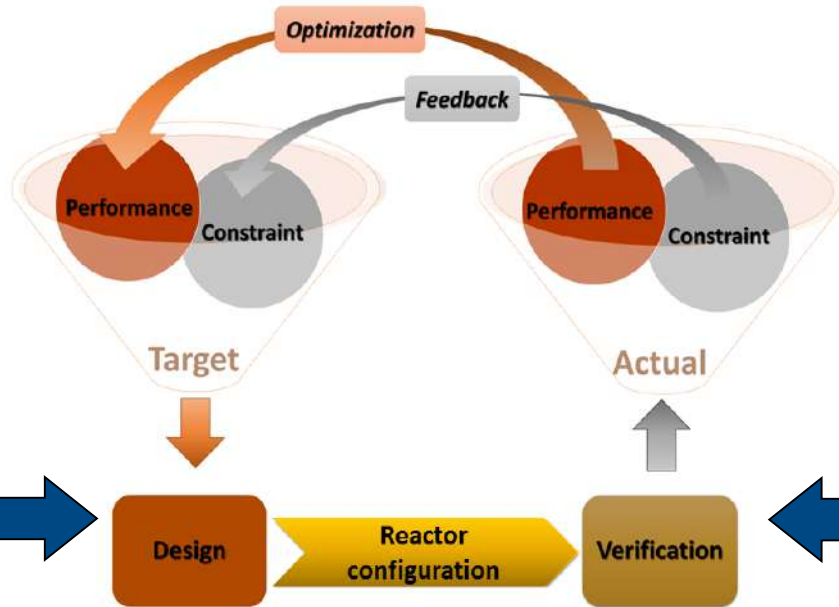 Optimization
Feedback
Performance
Constraint
Performance
Constraint
Target
Actual
Design
Reactor
configuration
Verification